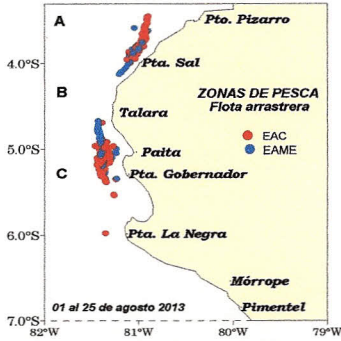 A
Pto. Pizarro
4.0°S
Pta. Sal
B
ZONAS DE PESCA
Flota arrastrera
Talara
EAC
EAME
5.0°S
Paita
C
Pta. Gobernador
6.0°S
Pta. La Negra
Mórrope
01 al 25 de agosto 2013
Pimentel
7.0°S
82°W
81°W
80°W
79°W